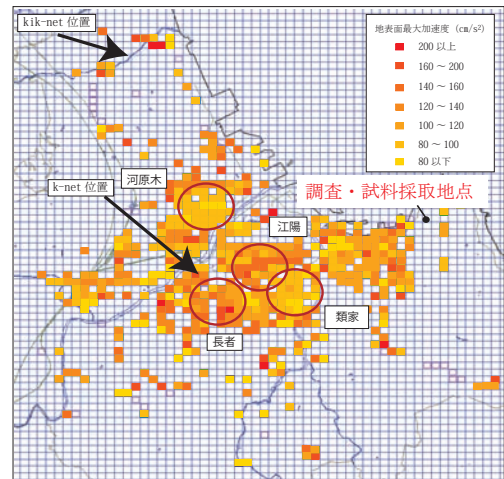 kik-net 位置
地表面最大加速度（cm/s²）
200 以上
160 ～ 200
140 ～ 160
120 ～ 140
100 ～ 120
80 ～ 100
80 以下
河原木
k-net 位置
調査・試料採取地点
江陽
類家
長者